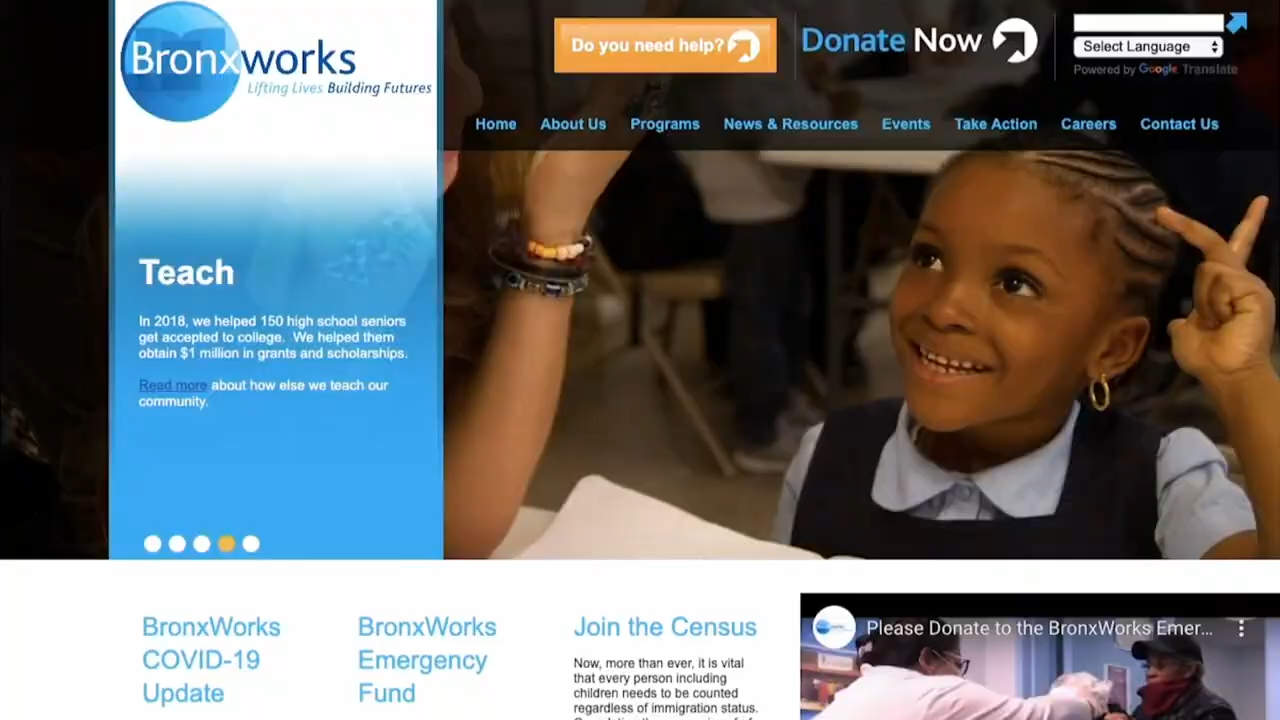 Bronxworks
Lifting Lives Building Futures
Do you need help?
Donate Now
Select Language
Powered by Google Translate
Home About Us Programs News & Resources Events Take Action Careers Contact Us
Teach
In 2018, we helped 150 high school seniors
get accepted to college. We helped them
obtain $1 million in grants and scholarships.
Read more about how else we teach our
community.
BronxWorks
COVID-19
Update
BronxWorks
Emergency
Fund
Join the Census
Now, more than ever, it is vital
that every person including
children needs to be counted
regardless of immigration status.
Please Donate to the BronxWorks Emer...